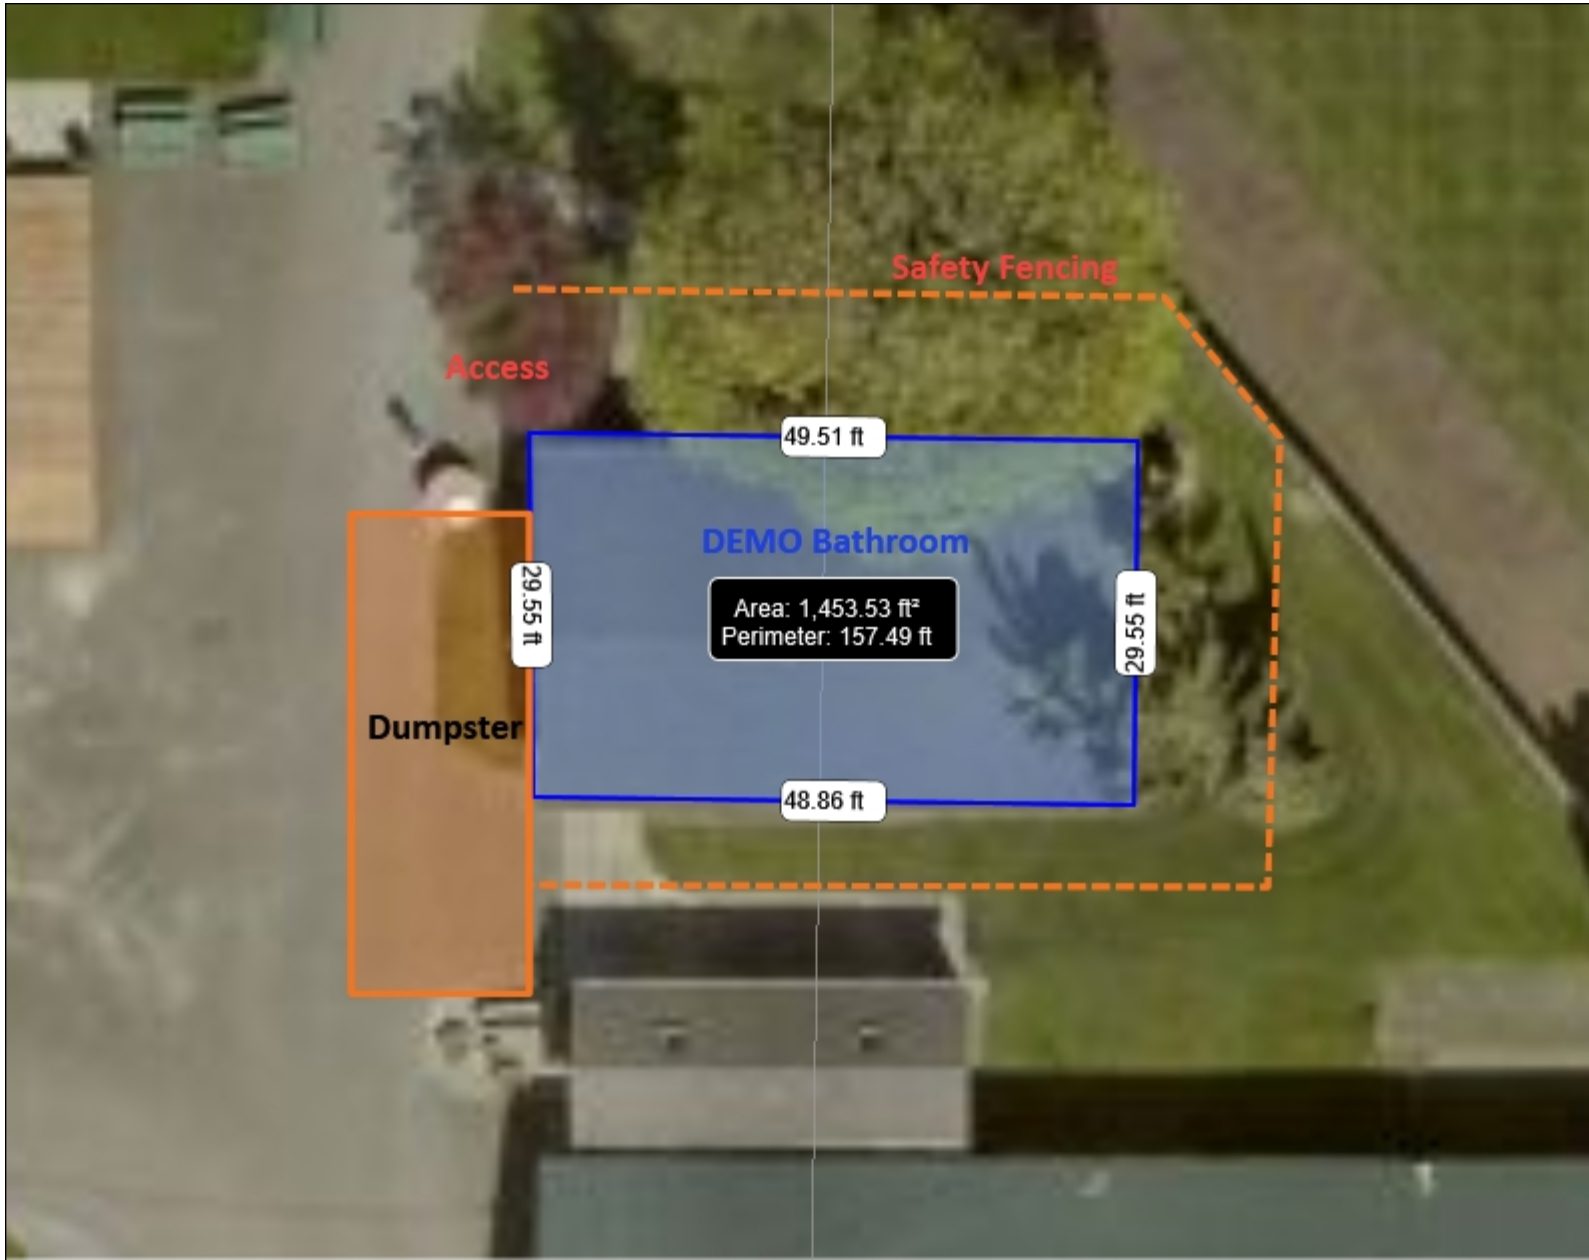 Safety Fencing
Access
49.51 ft
DEMO Bathroom
Area: 1,453.53 ft²
Perimeter: 157.49 ft
29.55 ft
29.55 ft
Dumpster
48.86 ft